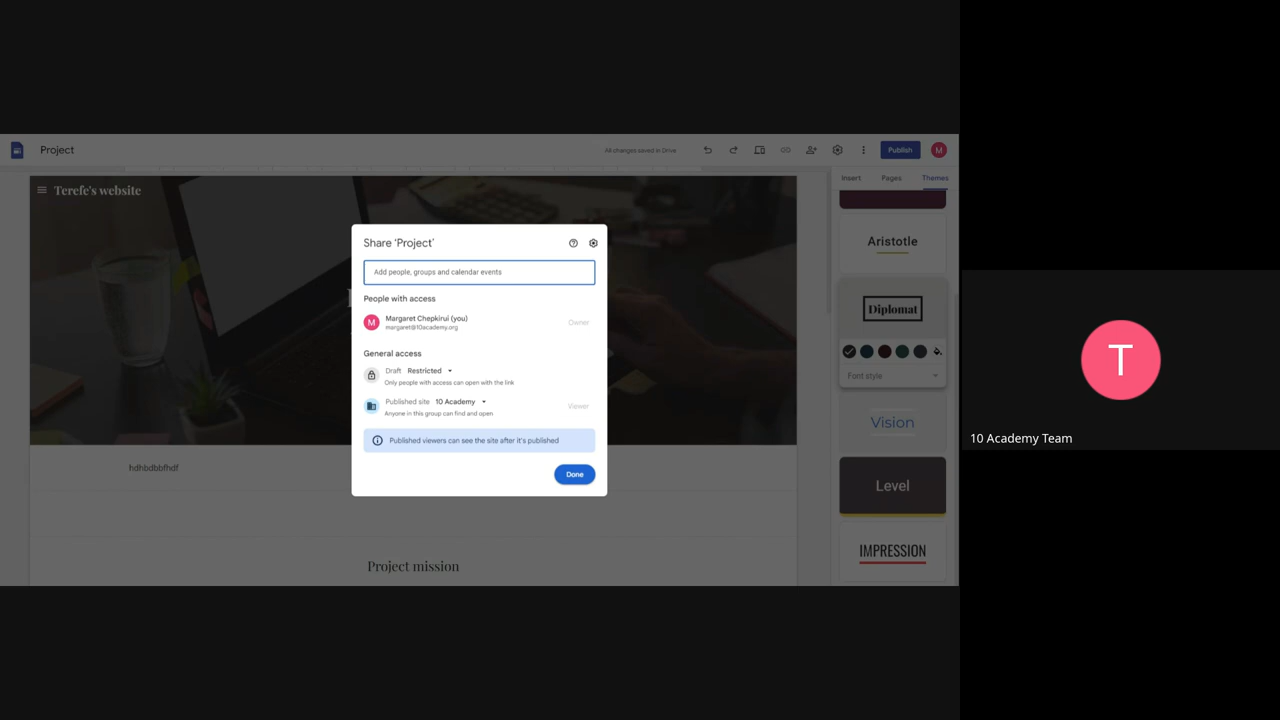 Project
All changes saved in Drive
Publish
M
Insert
Pages
Themes
Terefe's website
Share 'Project'
Add people, groups and calendar events
People with access
M
Margaret Chepkirui (you)
margaret@10academy.org
Owner
General access
Draft Restricted
Only people with access can open with the link
Published site 10 Academy
Anyone in this group can find and open
Viewer
Published viewers can see the site after it's published
Done
hdhbdbbfhdf
Project mission
Aristotle
Diplomat
Font style
Vision
Level
IMPRESSION
T
10 Academy Team